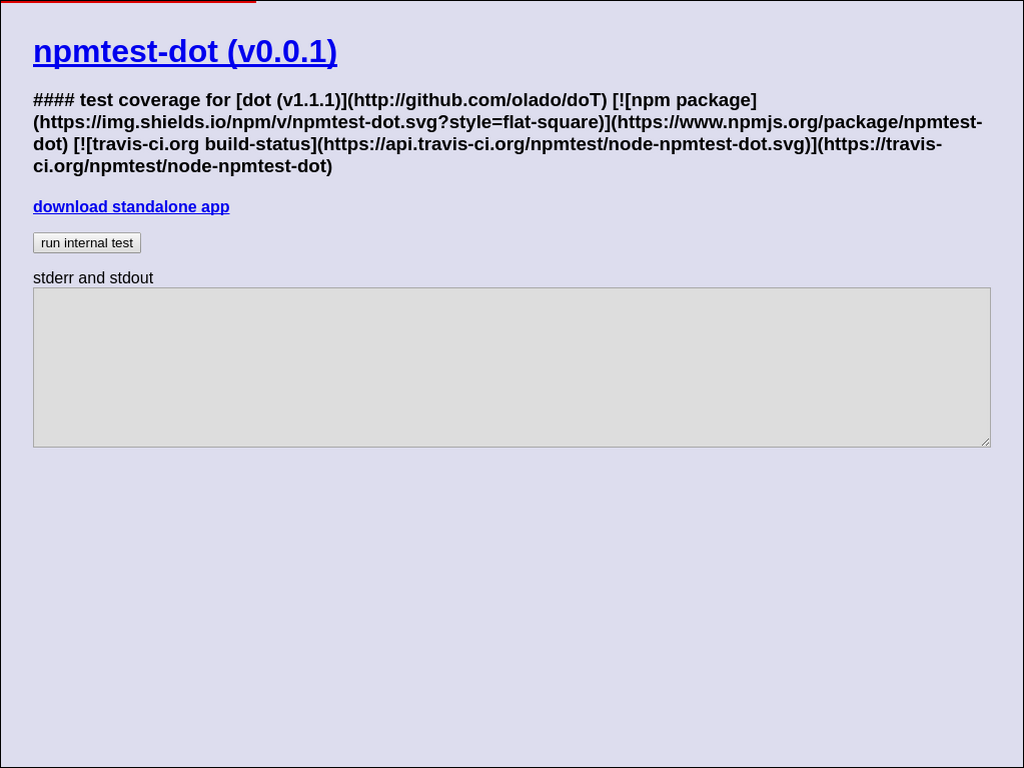 npmtest-dot (v0.0.1)
#### test coverage for [dot (v1.1.1)](http://github.com/olado/doT) [![npm package]
(https://img.shields.io/npm/v/npmtest-dot.svg?style=flat-square)](https://www.npmjs.org/package/npmtest-
dot) [![travis-ci.org build-status](https://api.travis-ci.org/npmtest/node-npmtest-dot.svg)](https://travis-
ci.org/npmtest/node-npmtest-dot)
download standalone app
run internal test
stderr and stdout